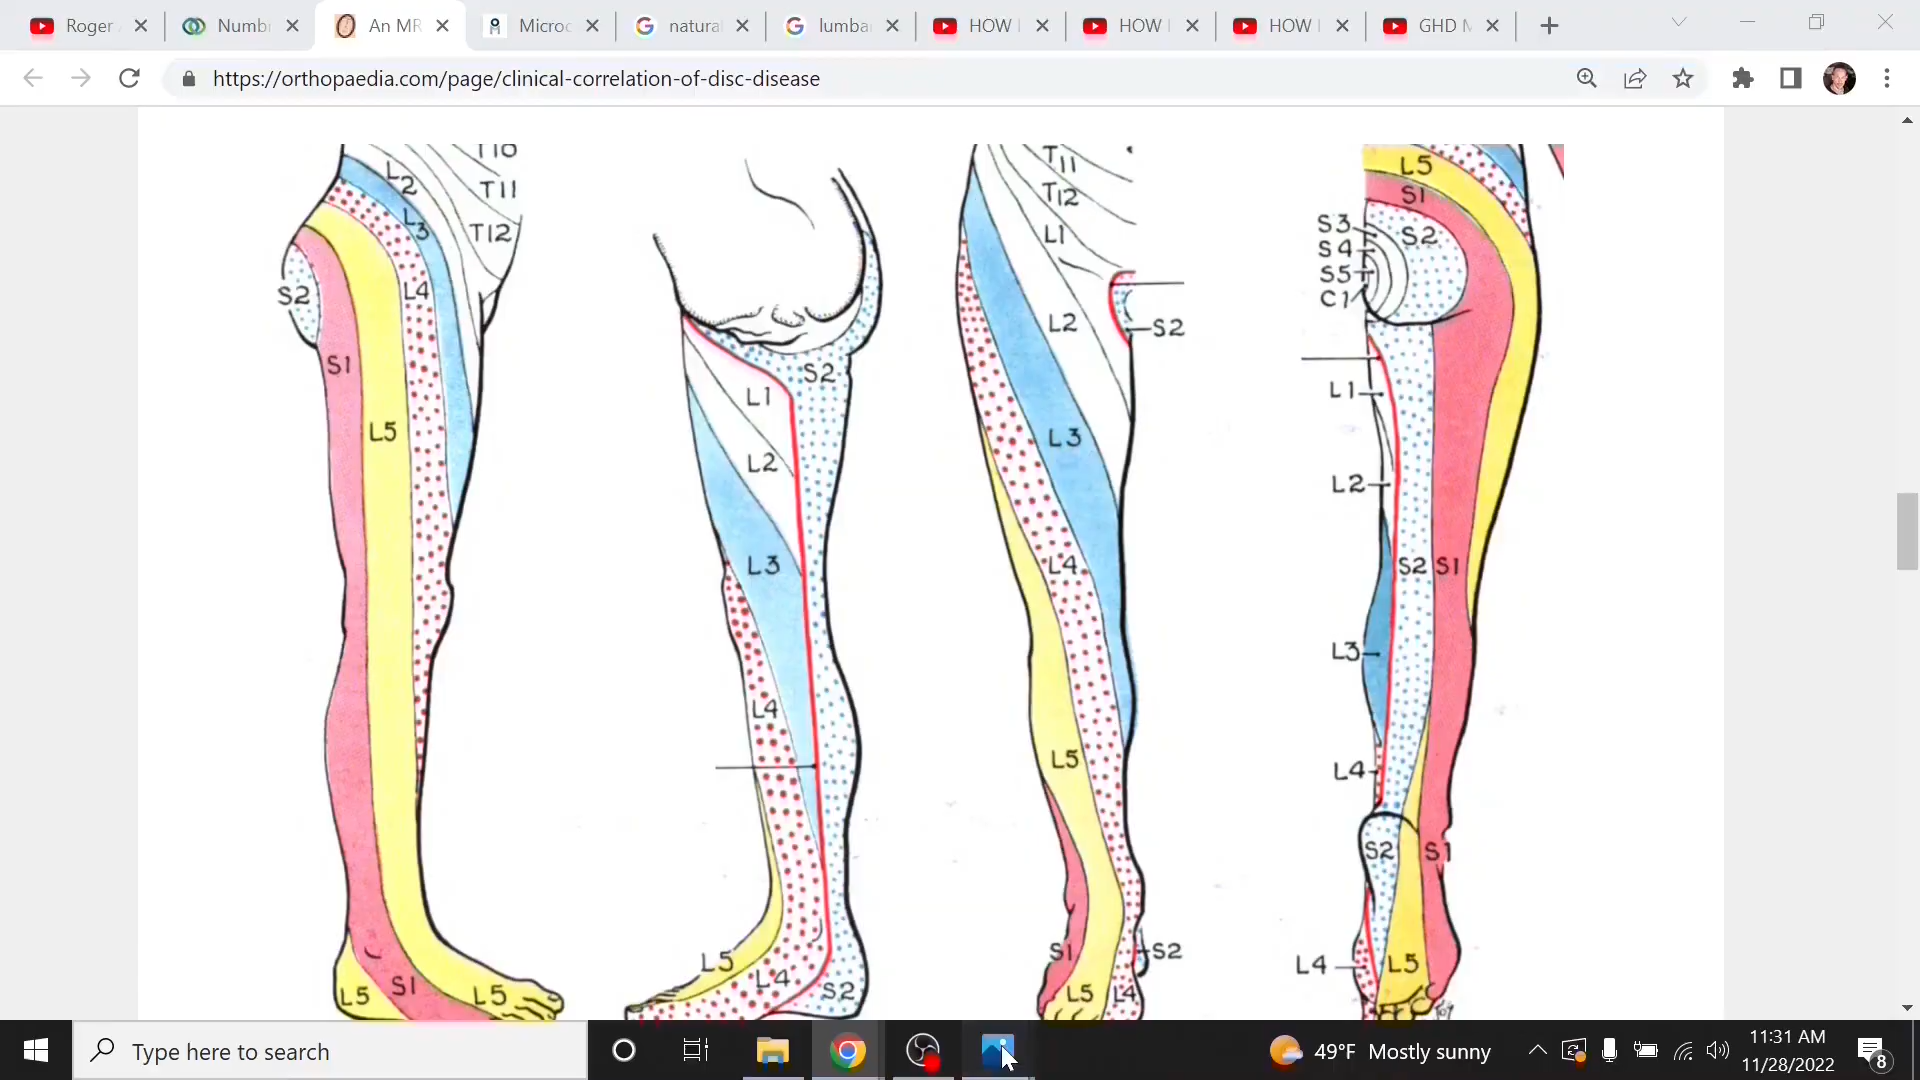 Roger
Numbi
An MR
Microc
natural
lumba
HOW
HOW
HOW
GHD M
https://orthopaedia.com/page/clinical-correlation-of-disc-disease
T10
L2
T11
L3
T12
S2
L4
S1
L5
L5
S1
L5
S2
L1
L2
L3
L4
L5
L4
S2
T11
T12
L1
L2
S2
L3
L4
L5
S1
S2
L5
L4
L5
S1
S3
S2
S4
S5
C1
L1
L2
S2
S1
L3
L4
S2
S1
L4
L5
Type here to search
49°F Mostly sunny
11:31 AM
11/28/2022
8